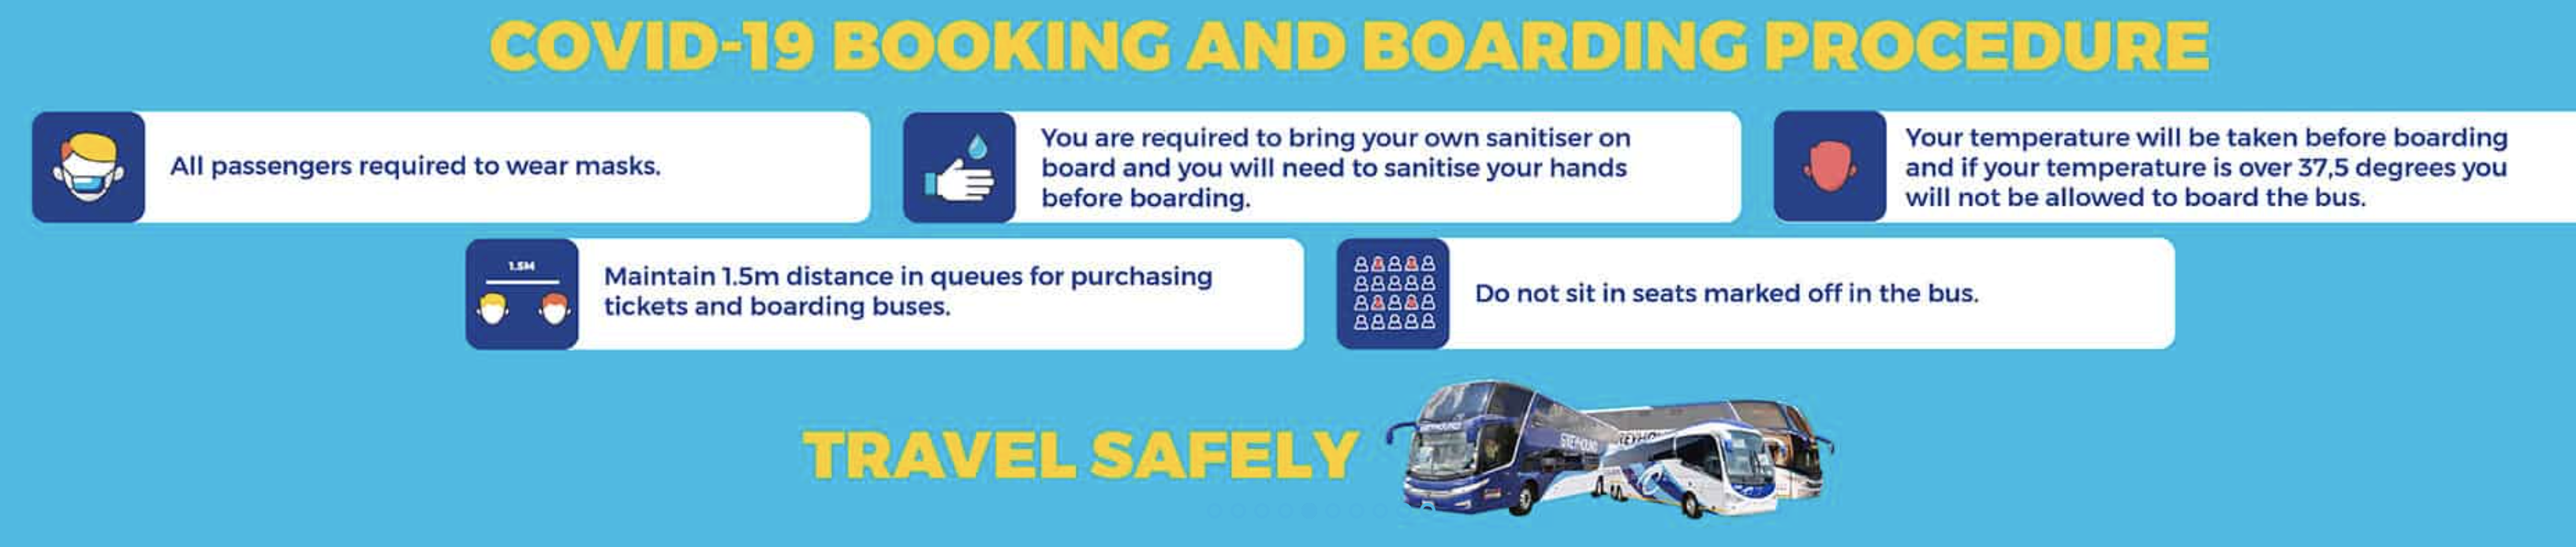 COVID-19 BOOKING AND BOARDING PROCEDURE
All passengers required to wear masks.
You are required to bring your own sanitiser on
board and you will need to sanitise your hands
before boarding.
Your temperature will be taken before boarding
and if your temperature is over 37,5 degrees you
will not be allowed to board the bus.
1.5M
Maintain 1.5m distance in queues for purchasing
tickets and boarding buses.
Do not sit in seats marked off in the bus.
TRAVEL SAFELY
GREYHOUND
GREYHOUND